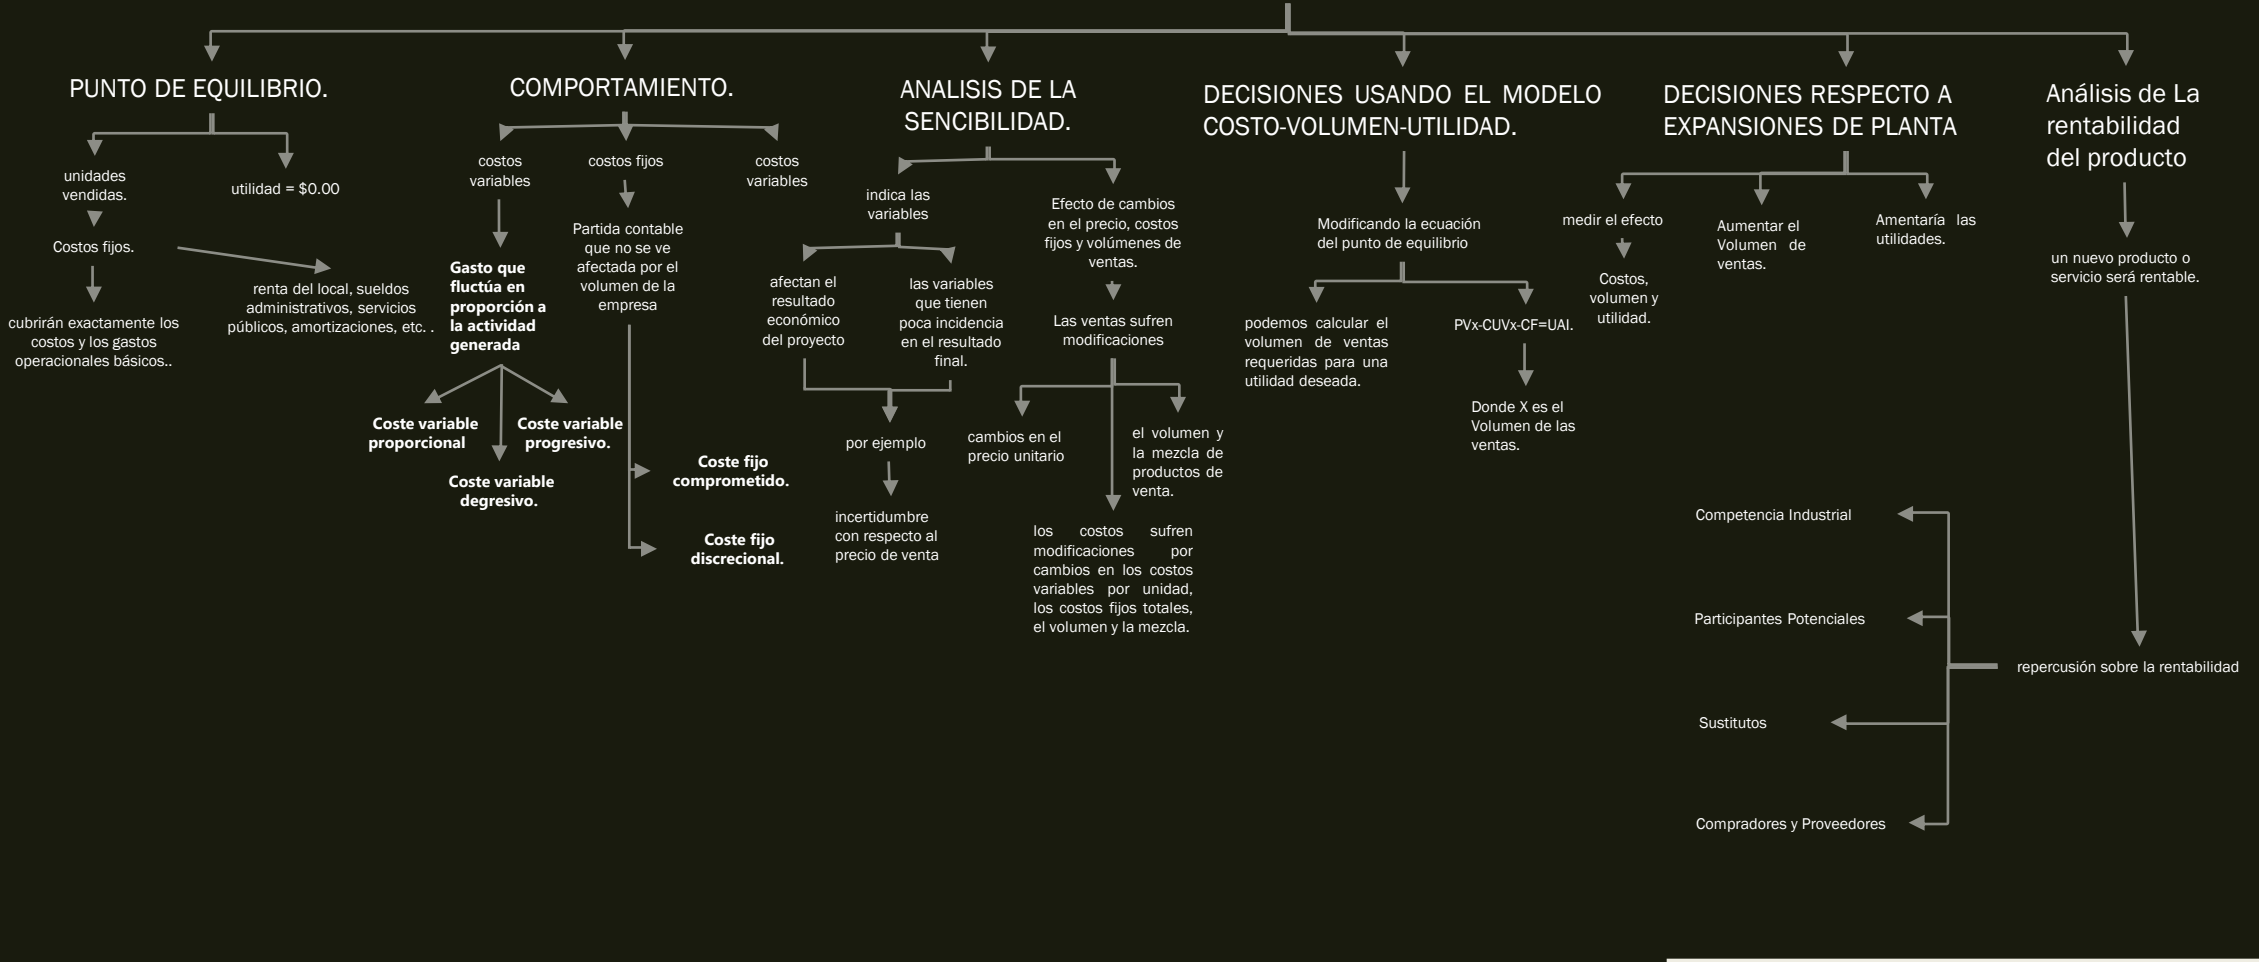 PUNTO DE EQUILIBRIO.
unidades
vendidas.
utilidad = $0.00
Costos fijos.
renta del local, sueldos
administrativos, servicios
públicos, amortizaciones, etc. .
cubrirán exactamente los
costos y los gastos
operacionales básicos..
COMPORTAMIENTO.
costos
variables
costos fijos
costos
variables
Gasto que
fluctúa en
proporción a
la actividad
generada
Coste variable
proporcional
Coste variable
progresivo.
Coste variable
degresivo.
Partida contable
que no se ve
afectada por el
volumen de la
empresa
Coste fijo
comprometido.
Coste fijo
discrecional.
ANALISIS DE LA
SENCIBILIDAD.
indica las
variables
afectan el
resultado
económico
del proyecto
las variables
que tienen
poca incidencia
en el resultado
final.
por ejemplo
incertidumbre
con respecto al
precio de venta
Efecto de cambios
en el precio, costos
fijos y volúmenes de
ventas.
Las ventas sufren
modificaciones
cambios en el
precio unitario
el volumen y
la mezcla de
productos de
venta.
los costos sufren
modificaciones por
cambios en los costos
variables por unidad,
los costos fijos totales,
el volumen y la mezcla.
DECISIONES USANDO EL MODELO
COSTO-VOLUMEN-UTILIDAD.
Modificando la ecuación
del punto de equilibrio
podemos calcular el
volumen de ventas
requeridas para una
utilidad deseada.
PVx-CUVx-CF=UAI.
Donde X es el
Volumen de las
ventas.
DECISIONES RESPECTO A
EXPANSIONES DE PLANTA
medir el efecto
Costos,
volumen y
utilidad.
Aumentar el
Volumen de
ventas.
Amentaría las
utilidades.
Análisis de La
rentabilidad
del producto
un nuevo producto o
servicio será rentable.
repercusión sobre la rentabilidad
Competencia Industrial
Participantes Potenciales
Sustitutos
Compradores y Proveedores